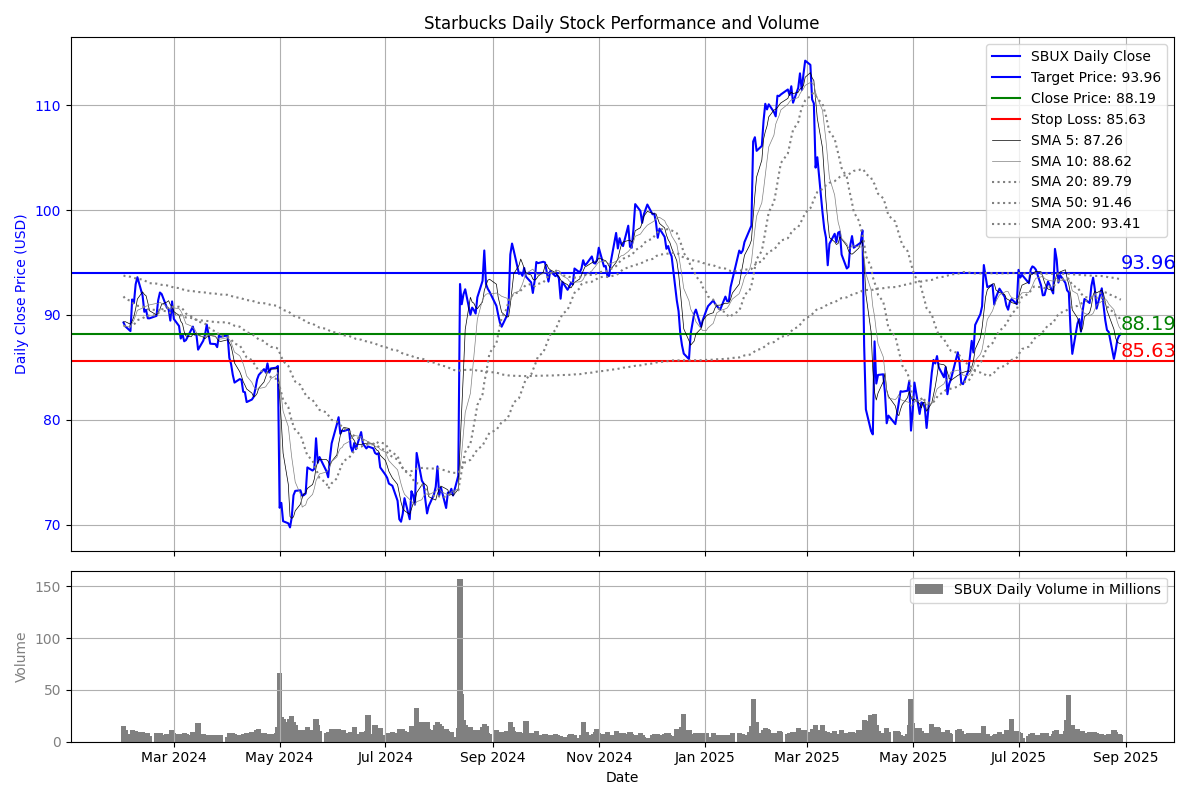 Starbucks Daily Stock Performance and Volume
Daily Close Price (USD)
110
100
90
80
70
SBUX Daily Close
Target Price: 93.96
Close Price: 88.19
Stop Loss: 85.63
SMA 5: 87.26
SMA 10: 88.62
SMA 20: 89.79
SMA 50: 91.46
SMA 200: 93.41
93.96
88.19
85.63
Volume
150
100
50
0
SBUX Daily Volume in Millions
Mar 2024 May 2024 Jul 2024 Sep 2024 Nov 2024 Jan 2025 Mar 2025 May 2025 Jul 2025 Sep 2025
Date